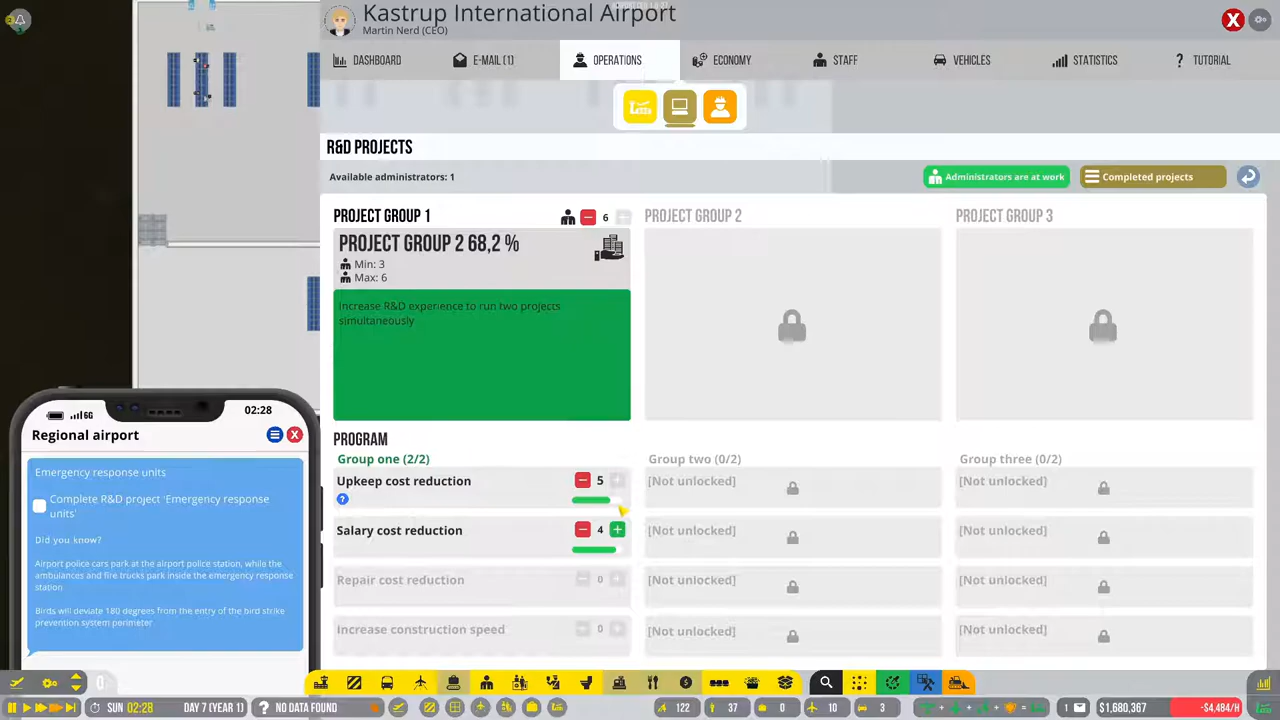 Kastrup International Airport
Martin Nerd (CEO)
DASHBOARD
E-MAIL (1)
OPERATIONS
ECONOMY
STAFF
VEHICLES
STATISTICS
? TUTORIAL
R&D PROJECTS
Available administrators: 1
Administrators are at work
Completed projects
PROJECT GROUP 1
6
PROJECT GROUP 2
PROJECT GROUP 3
PROJECT GROUP 2 68,2 %
Min: 3
Max: 6
Increase R&D experience to run two projects
simultaneously
PROGRAM
Group one (2/2)
Group two (0/2)
Group three (0/2)
Upkeep cost reduction
5
[Not unlocked]
[Not unlocked]
?
Salary cost reduction
4
[Not unlocked]
[Not unlocked]
Repair cost reduction
0
[Not unlocked]
[Not unlocked]
Increase construction speed
0
[Not unlocked]
[Not unlocked]
6G
02:28
Regional airport
Emergency response units
Complete R&D project 'Emergency response
units'
Did you know?
Airport police cars park at the airport police station, while the
ambulances and fire trucks park inside the emergency response
station
Birds will deviate 180 degrees from the entry of the bird strike
prevention system perimeter
SUN 02:28
DAY 7 (YEAR 1)
? NO DATA FOUND
122
37
0
10
3
1
$1,680,367
-$4,484/H